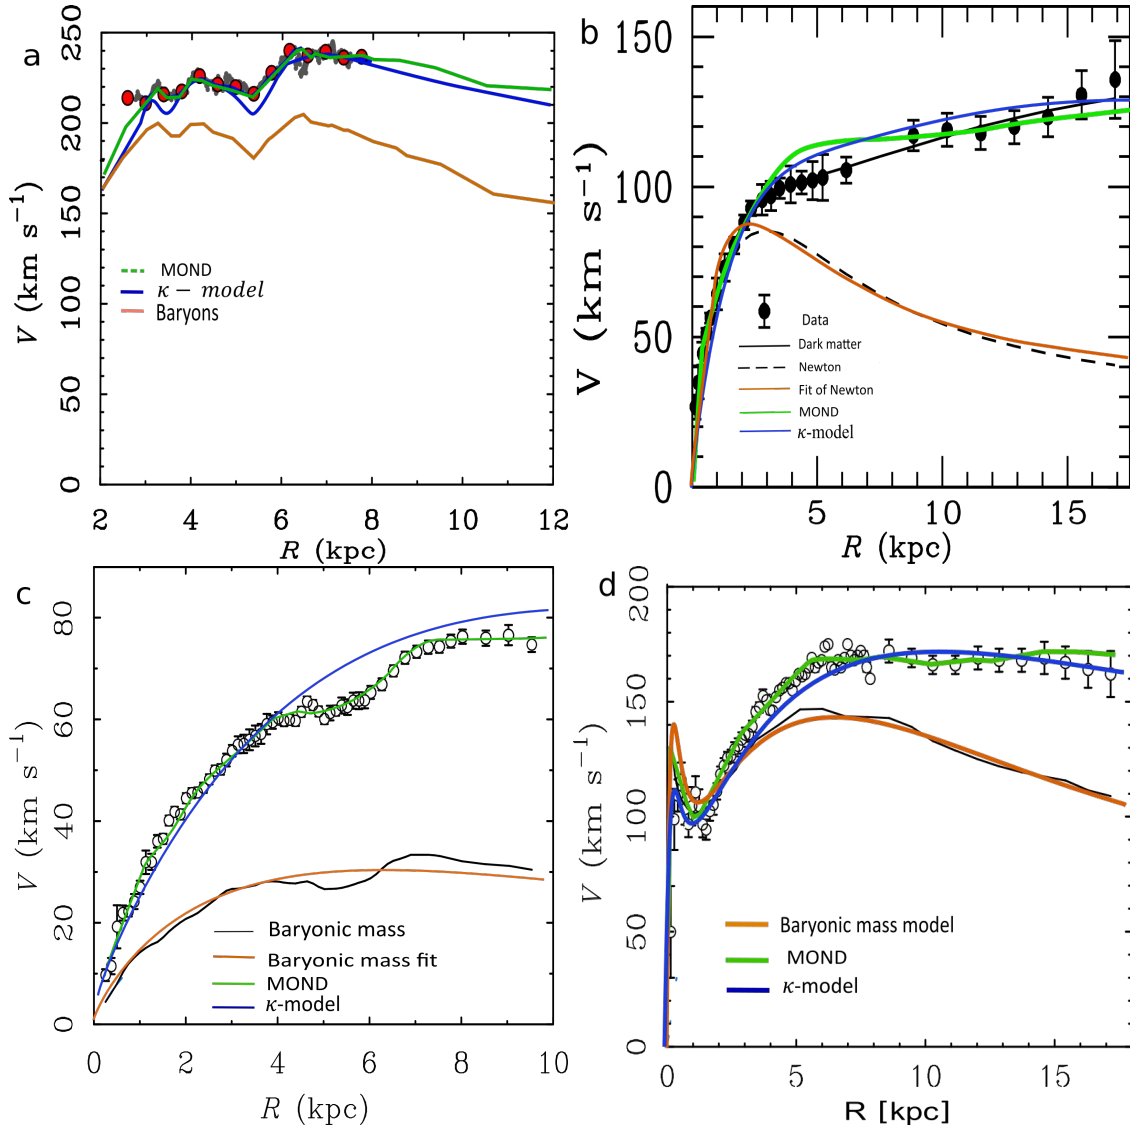 a
250
200
150
100
50
0
V (km s−1)
MOND
κ − model
Baryons
2 4 6 8 10 12
R (kpc)
b
150
100
50
0
V (km s−1)
Data
Dark matter
Newton
Fit of Newton
MOND
κ-model
5 10 15
R (kpc)
c
80
60
40
20
0
V (km s−1)
Baryonic mass
Baryonic mass fit
MOND
κ-model
0 2 4 6 8 10
R (kpc)
d
200
150
100
50
0
V (km s−1)
Baryonic mass model
MOND
κ-model
0 5 10 15
R [kpc]